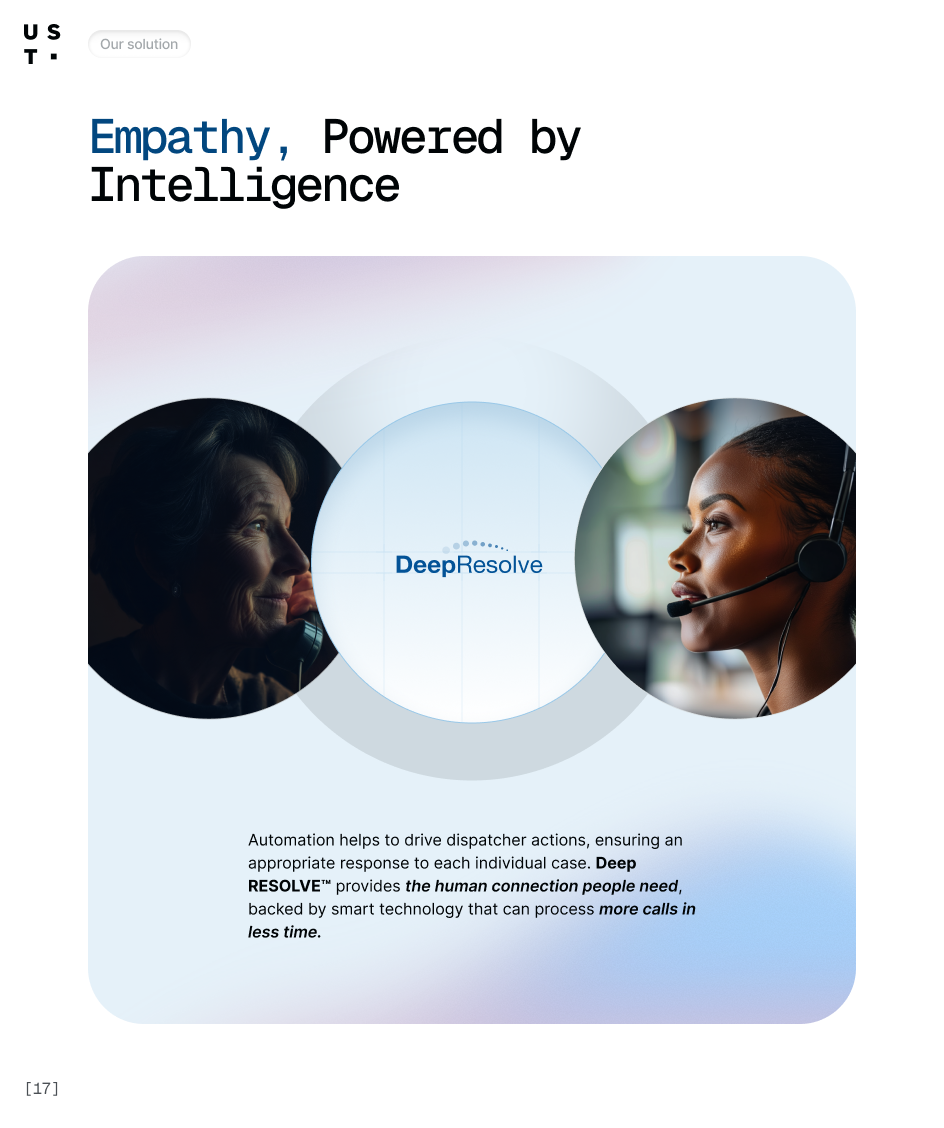 U S
T .
Our solution
Empathy, Powered by
Intelligence
DeepResolve
Automation helps to drive dispatcher actions, ensuring an
appropriate response to each individual case. Deep
RESOLVE™ provides the human connection people need,
backed by smart technology that can process more calls in
less time.
[17]